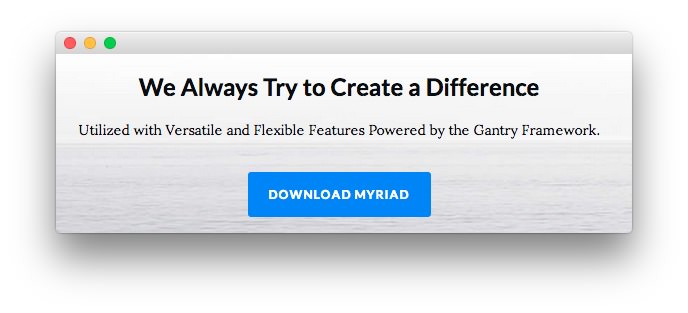 We Always Try to Create a Difference
Utilized with Versatile and Flexible Features Powered by the Gantry Framework.
DOWNLOAD MYRIAD